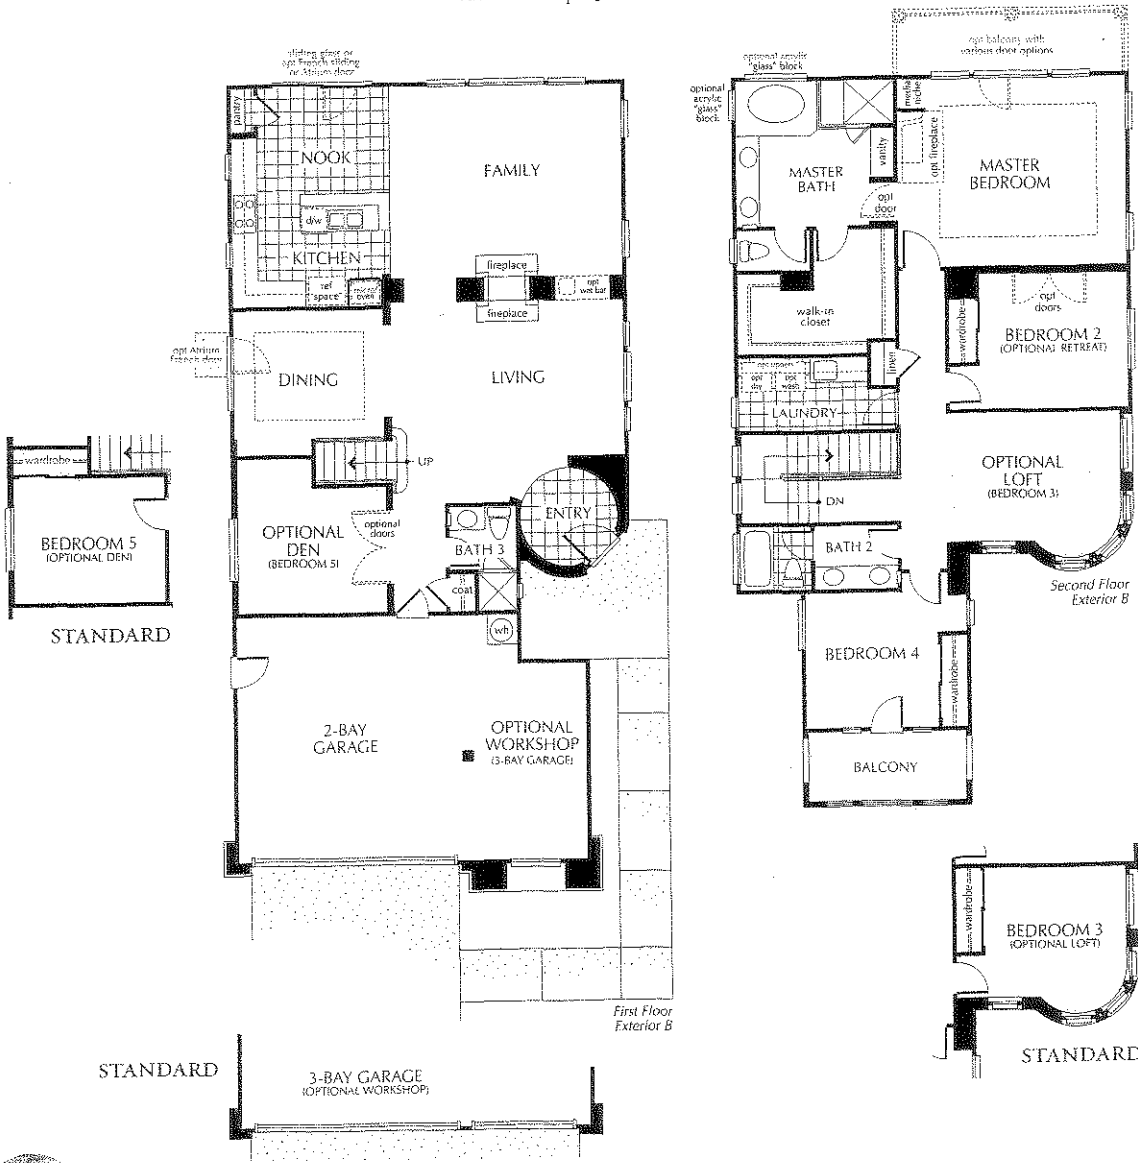 sliding glass or
opt French sliding
or Atrium door
pantry
NOOK
FAMILY
d/w
KITCHEN
ref
space
oven
fireplace
opt
wet bar
fireplace
opt Atrium
French door
DINING
LIVING
UP
wardrobe
BEDROOM 5
(OPTIONAL DEN)
STANDARD
OPTIONAL
DEN
(BEDROOM 5)
optional
doors
ENTRY
BATH 3
coat
wh
2-BAY
GARAGE
OPTIONAL
WORKSHOP
(3-BAY GARAGE)
First Floor
Exterior B
STANDARD
3-BAY GARAGE
(OPTIONAL WORKSHOP)
optional acrylic
"glass" block
optional
acrylic
"glass"
block
opt balcony with
various door options
media
niche
opt fireplace
vanity
MASTER
BATH
opt
door
MASTER
BEDROOM
walk-in
closet
wardrobe
opt
doors
BEDROOM 2
(OPTIONAL RETREAT)
linen
opt uppers
opt
dry
opt
wash
LAUNDRY
OPTIONAL
LOFT
(BEDROOM 3)
DN
BATH 2
Second Floor
Exterior B
BEDROOM 4
wardrobe
BALCONY
wardrobe
BEDROOM 3
(OPTIONAL LOFT)
STANDARD